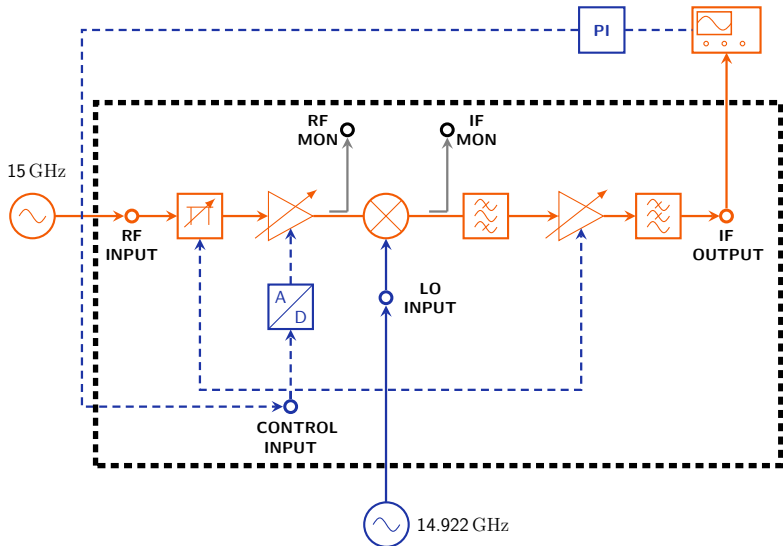 PI
RF
MON
IF
MON
15 GHz
RF
INPUT
IF
OUTPUT
LO
INPUT
A
D
CONTROL
INPUT
14.922 GHz